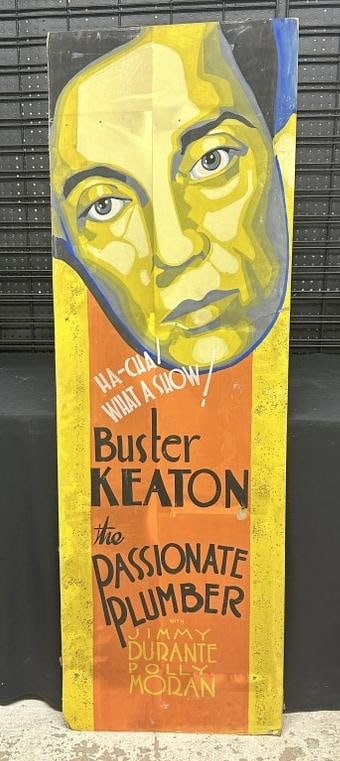 HA-CHA!
WHAT A SHOW!
Buster
KEATON
the
PASSIONATE
PLUMBER
WITH
JIMMY
DURANTE
POLLY
MORAN